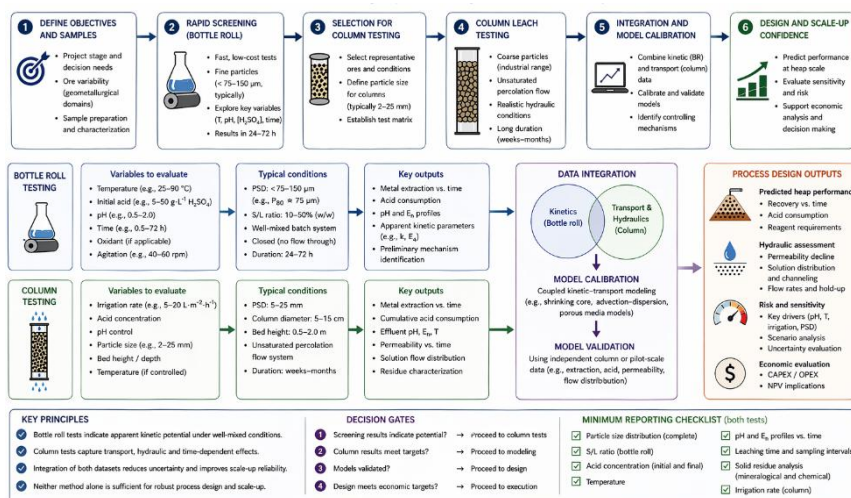 1 DEFINE OBJECTIVES AND SAMPLES
• Project stage and decision needs
• Ore variability (geometallurgical domains)
• Sample preparation and characterization
2 RAPID SCREENING (BOTTLE ROLL)
• Fast, low-cost tests
• Fine particles (< 75–150 µm, typically)
• Explore key variables (T, pH, [H₂SO₄], time)
• Results in 24–72 h
3 SELECTION FOR COLUMN TESTING
• Select representative ores and conditions
• Define particle size for columns (typically 2–25 mm)
• Establish test matrix
4 COLUMN LEACH TESTING
• Coarse particles (industrial range)
• Unsaturated percolation flow
• Realistic hydraulic conditions
• Long duration (weeks–months)
5 INTEGRATION AND MODEL CALIBRATION
• Combine kinetic (BR) and transport (column) data
• Calibrate and validate models
• Identify controlling mechanisms
6 DESIGN AND SCALE-UP CONFIDENCE
• Predict performance at heap scale
• Evaluate sensitivity and risk
• Support economic analysis and decision making
BOTTLE ROLL TESTING
Variables to evaluate
• Temperature (e.g., 25–90 °C)
• Initial acid (e.g., 5–50 g·L⁻¹ H₂SO₄)
• pH (e.g., 0.5–2.0)
• Time (e.g., 0.5–72 h)
• Oxidant (if applicable)
• Agitation (e.g., 40–60 rpm)
Typical conditions
• PSD: <75–150 µm (e.g., P₈₀ = 75 µm)
• S/L ratio: 10–50% (w/w)
• Well-mixed batch system
• Closed (no flow through)
• Duration: 24–72 h
Key outputs
• Metal extraction vs. time
• Acid consumption
• pH and Eₕ profiles
• Apparent kinetic parameters (e.g., k, Eₐ)
• Preliminary mechanism identification
COLUMN TESTING
Variables to evaluate
• Irrigation rate (e.g., 5–20 L·m⁻²·h⁻¹)
• Acid concentration
• pH control
• Particle size (e.g., 2–25 mm)
• Bed height / depth
• Temperature (if controlled)
Typical conditions
• PSD: 5–25 mm
• Column diameter: 5–15 cm
• Bed height: 0.5–2.0 m
• Unsaturated percolation flow system
• Duration: weeks–months
Key outputs
• Metal extraction vs. time
• Cumulative acid consumption
• Effluent pH, Eₕ, T
• Permeability vs. time
• Solution flow distribution
• Residue characterization
DATA INTEGRATION
Kinetics (Bottle roll)
Transport & Hydraulics (Column)
MODEL CALIBRATION
Coupled kinetic–transport modeling
(e.g., shrinking core, advection–dispersion,
porous media models)
MODEL VALIDATION
Using independent column or pilot-scale
data (e.g., extraction, acid, permeability,
flow distribbution)
PROCESS DESIGN OUTPUTS
Predicted heap performance
• Recovery vs. time
• Acid consumption
• Reagent requirements
Hydraulic assessment
• Permeability decline
• Solution distribution and channeling
• Flow rates and hold-up
Risk and sensitivity
• Key drivers (pH, T, irrigation, PSD)
• Scenario analysis
• Uncertainty evaluation
Economic evaluation
• CAPEX / OPEX
• NPV implications
KEY PRINCIPLES
Bottle roll tests indicate apparent kinetic potential under well-mixed conditions.
Column tests capture transport, hydraulic and time-dependent effects.
Integration of both datasets reduces uncertainty and improves scale-up reliability.
Neither method alone is sufficient for robust process design and scale-up.
DECISION GATES
1 Screening results indicate potential? → Proceed to column tests
2 Column results meet targets? → Proceed to modeling
3 Models validated? → Proceed to design
4 Design meets economic targets? → Proceed to execution
MINIMUM REPORTING CHECKLIST (both tests)
Particle size distribution (complete)
S/L ratio (bottle roll)
Acid concentration (initial and final)
Temperature
pH and Eₕ profiles vs. time
Leaching time and sampling intervals
Solid residue analysis (mineralogical and chemical)
Irrigation rate (column)